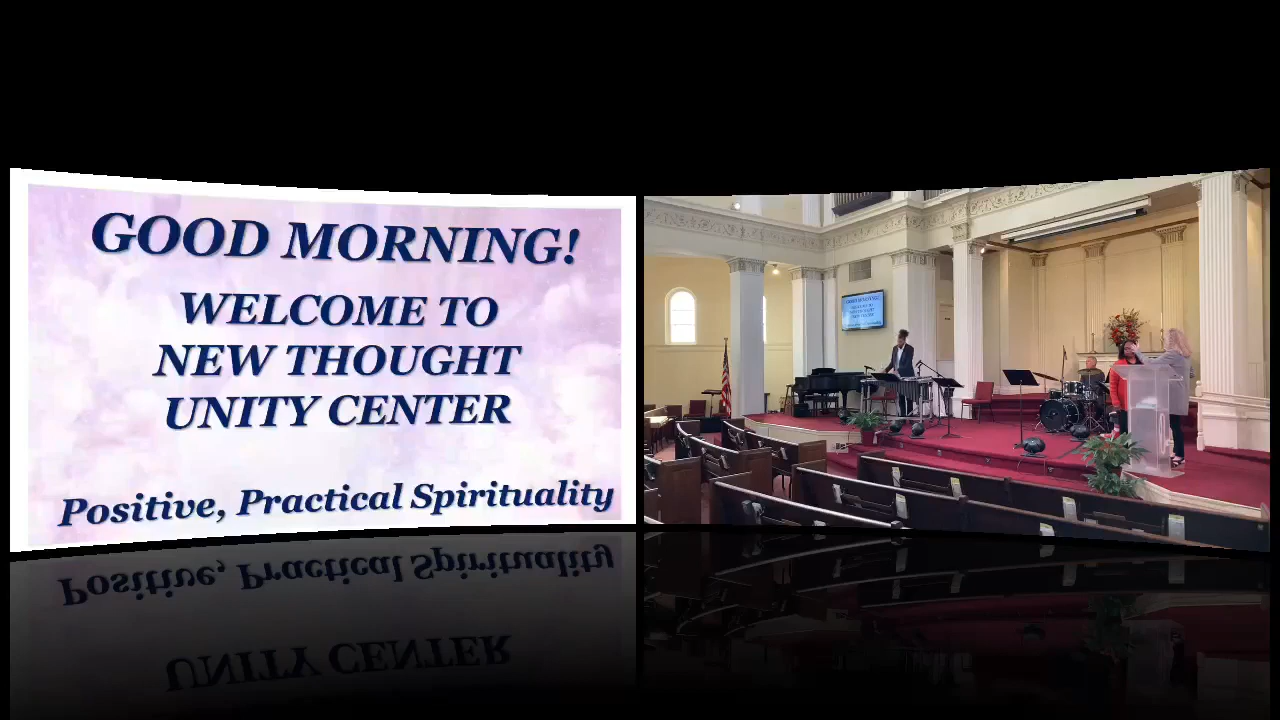 GOOD MORNING!
WELCOME TO
NEW THOUGHT
UNITY CENTER
Positive, Practical Spirituality